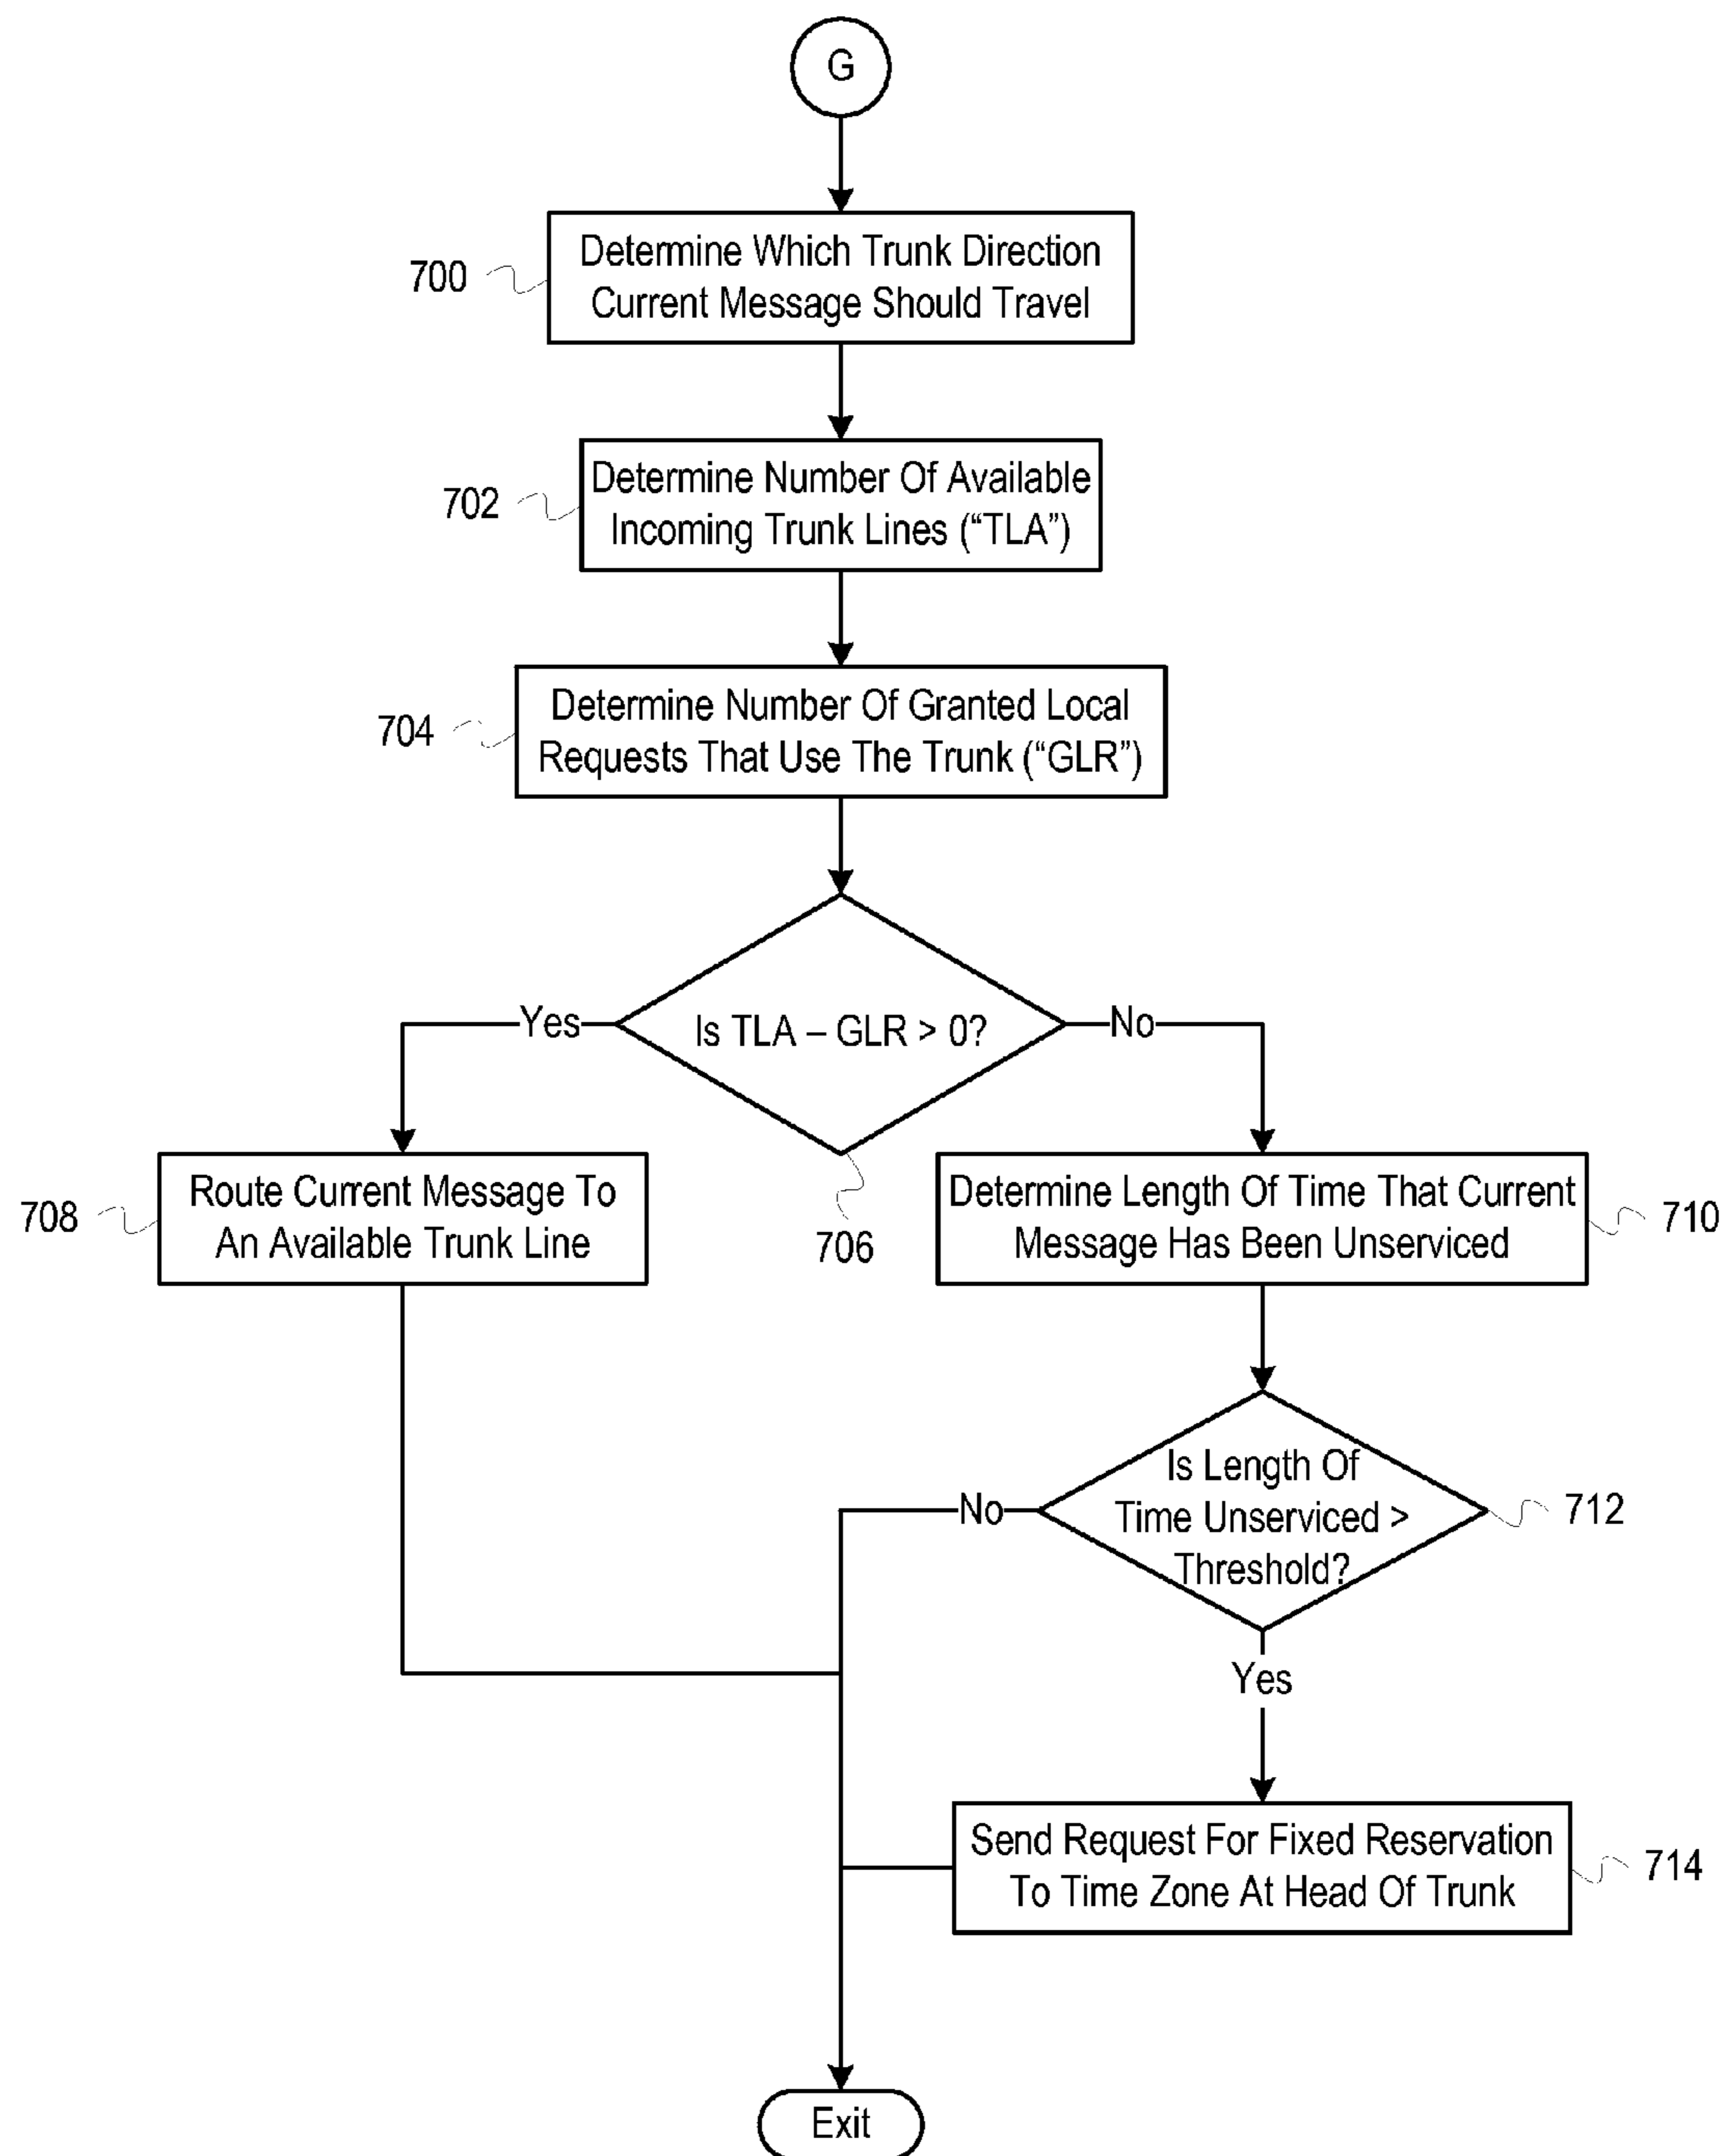 G
700
Determine Which Trunk Direction
Current Message Should Travel
702
Determine Number Of Available
Incoming Trunk Lines (“TLA”)
704
Determine Number Of Granted Local
Requests That Use The Trunk (“GLR”)
Yes
Is TLA – GLR > 0?
No
706
708
Route Current Message To
An Available Trunk Line
Determine Length Of Time That Current
Message Has Been Unserviced
710
No
Is Length Of
Time Unserviced >
Threshold?
712
Yes
Send Request For Fixed Reservation
To Time Zone At Head Of Trunk
714
Exit